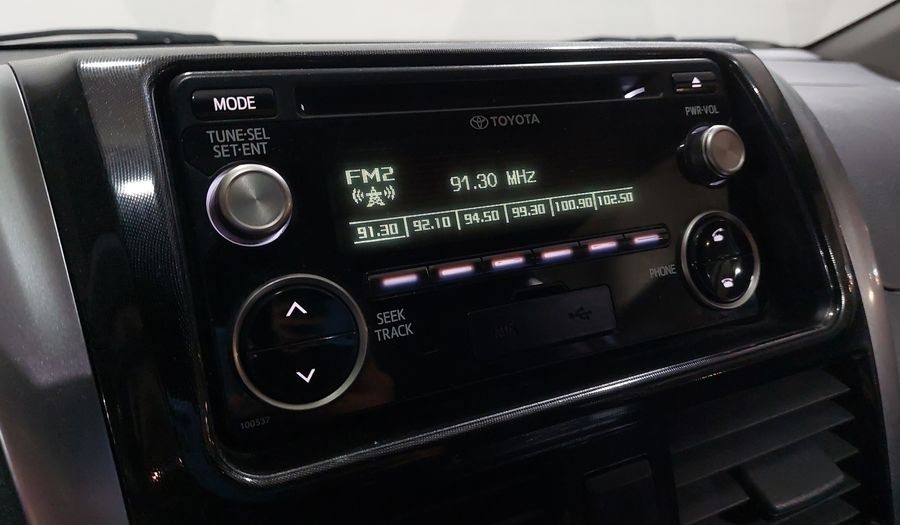 MODE
TOYOTA
PWR·VOL
TUNE·SEL
SET·ENT
FM2
91.30 MHz
91.30 92.10 94.50 99.30 100.90 102.50
PHONE
SEEK
TRACK
AUX
100537